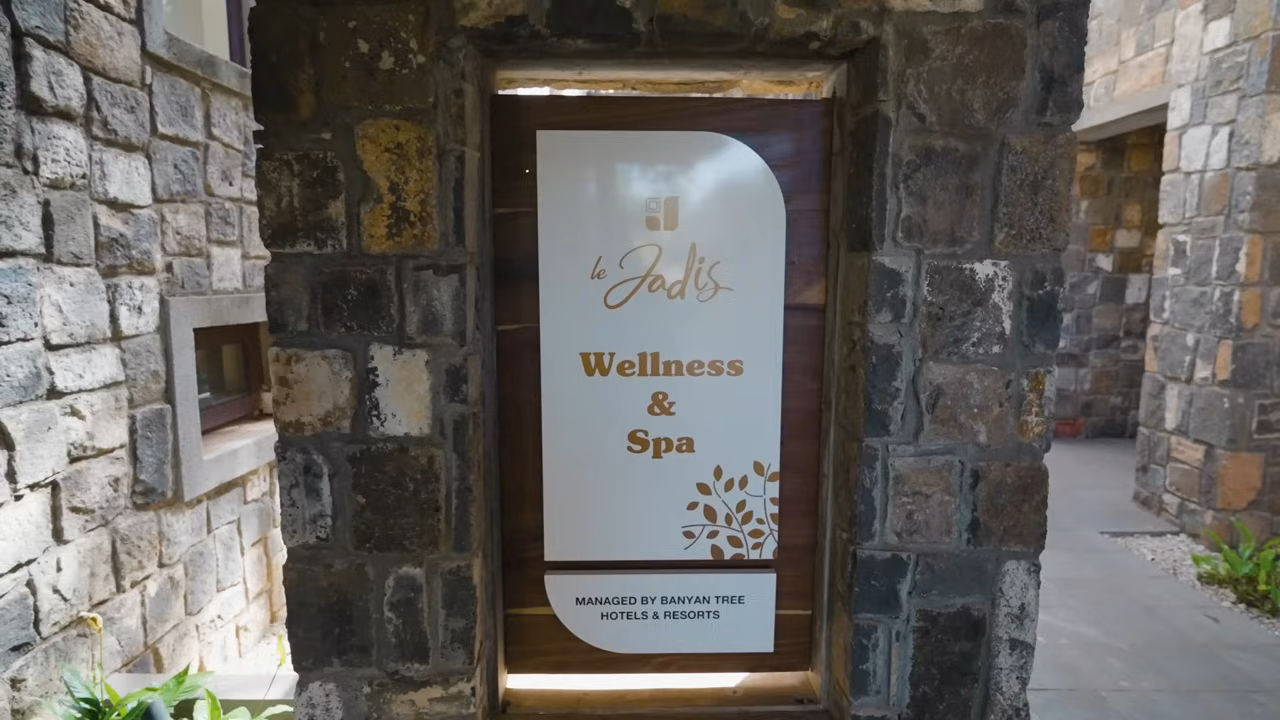 le Jadis
Wellness
&
Spa
MANAGED BY BANYAN TREE
HOTELS & RESORTS